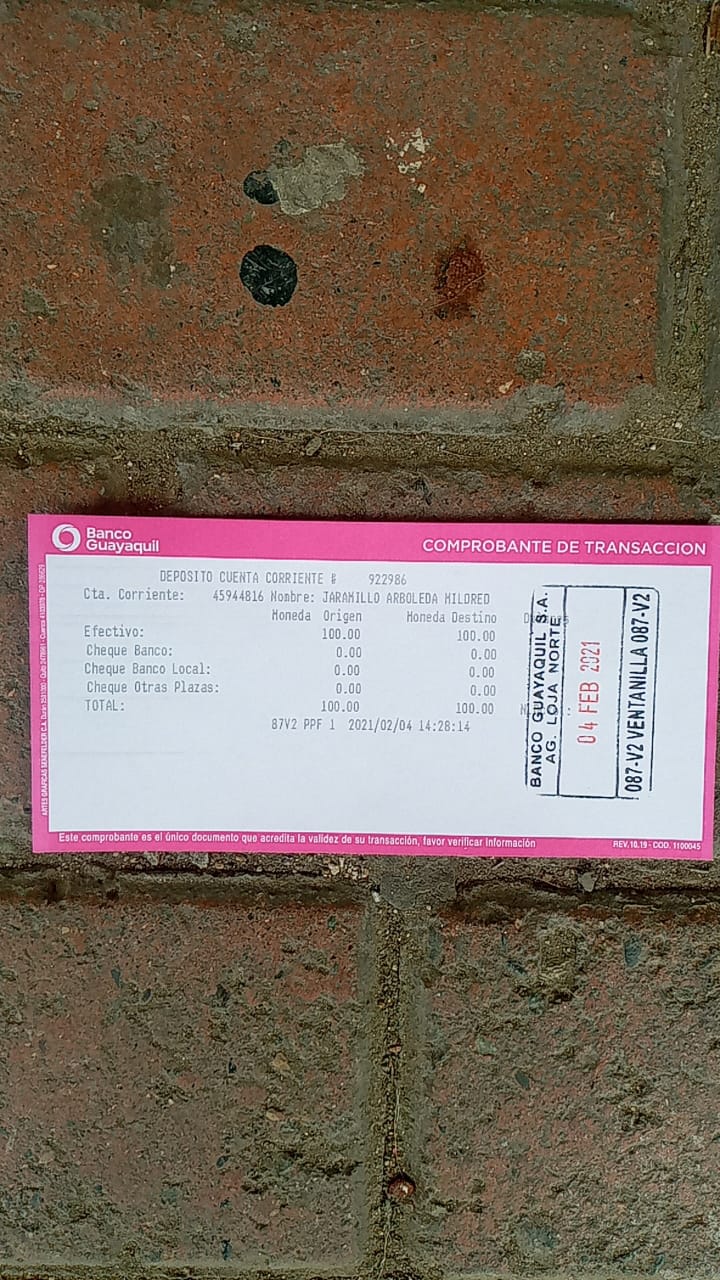 Banco
Guayaquil
COMPROBANTE DE TRANSACCION
DEPOSITO CUENTA CORRIENTE # 922986
Cta. Corriente: 45944816 Nombre: JARAMILLO ARBOLEDA MILDRED
Moneda Origen Moneda Destino
Efectivo: 100.00 100.00
Cheque Banco: 0.00 0.00
Cheque Banco Local: 0.00 0.00
Cheque Otras Plazas: 0.00 0.00
TOTAL: 100.00 100.00
87V2 PPF 1 2021/02/04 14:28:14
BANCO GUAYAQUIL S.A.
AG. LOJA NORTE
04 FEB 2021
087-V2 VENTANILLA 087-V2
Este comprobante es el único documento que acredita la validez de su transacción, favor verificar información
REV.10.19 - COD. 1100045
ARTES GRAFICAS SENEFELDER C.A.